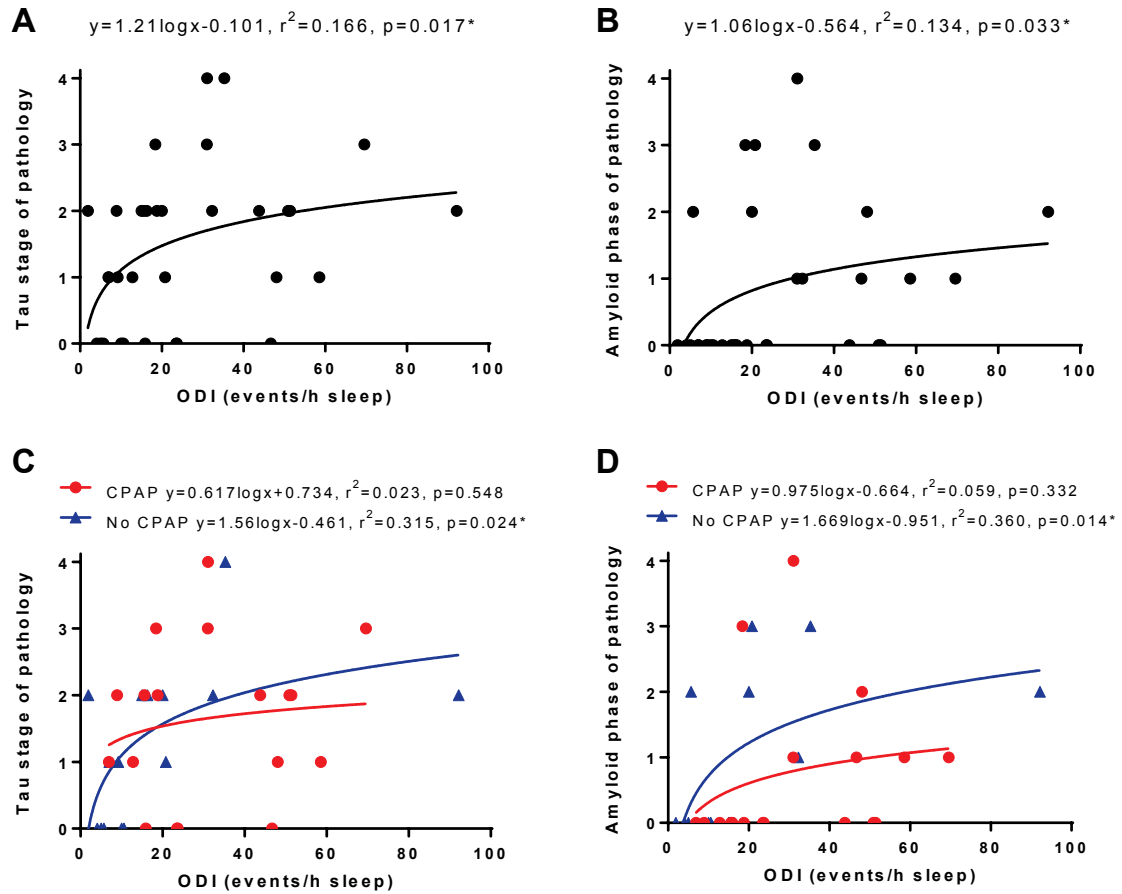 A
y=1.21logx-0.101, r²=0.166, p=0.017*
Tau stage of pathology
4
3
2
1
0
0 20 40 60 80 100
ODI (events/h sleep)
B
y=1.06logx-0.564, r²=0.134, p=0.033*
Amyloid phase of pathology
4
3
2
1
0
0 20 40 60 80 100
ODI (events/h sleep)
C
CPAP y=0.617logx+0.734, r²=0.023, p=0.548
No CPAP y=1.56logx-0.461, r²=0.315, p=0.024*
Tau stage of pathology
4
3
2
1
0
0 20 40 60 80 100
ODI (events/h sleep)
D
CPAP y=0.975logx-0.664, r²=0.059, p=0.332
No CPAP y=1.669logx-0.951, r²=0.360, p=0.014*
Amyloid phase of pathology
4
3
2
1
0
0 20 40 60 80 100
ODI (events/h sleep)